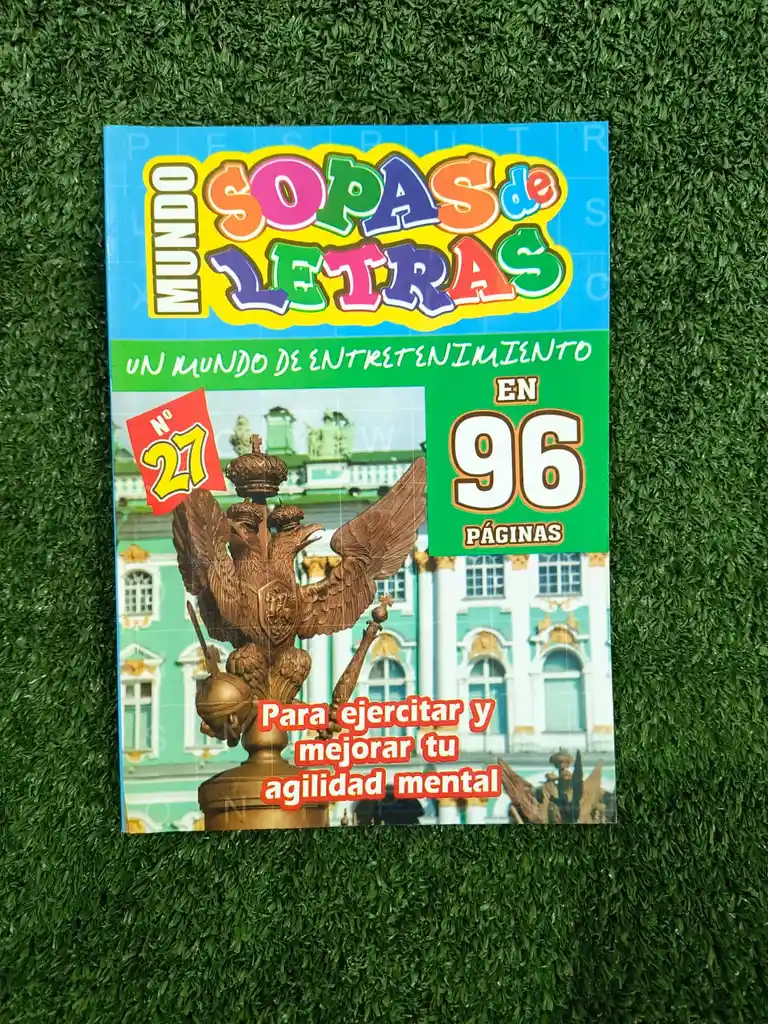 MUNDO
SOPAS de
LETRAS
UN MUNDO DE ENTRETENIMIENTO
Nº
27
EN
96
PÁGINAS
Para ejercitar y
mejorar tu
agilidad mental